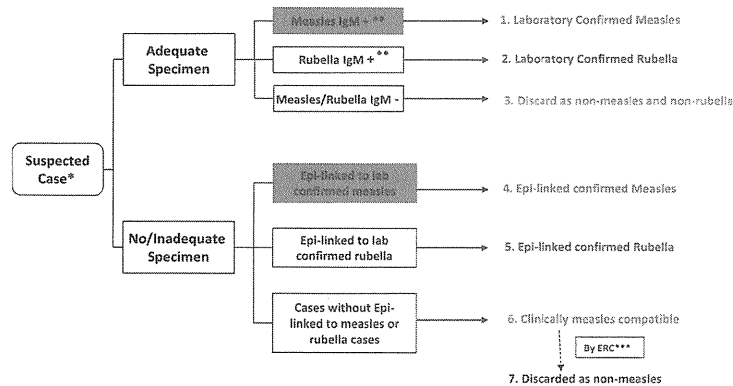 Measles IgM + **
1. Laboratory Confirmed Measles
Adequate
Specimen
Rubella IgM + **
2. Laboratory Confirmed Rubella
Measles/Rubella IgM -
3. Discard as non-measles and non-rubella
Suspected
Case*
Epi-linked to lab
confirmed measles
4. Epi-linked confirmed Measles
No/Inadequate
Specimen
Epi-linked to lab
confirmed rubella
5. Epi-linked confirmed Rubella
Cases without Epi-
linked to measles or
rubella cases
6. Clinically measles compatible
By ERC***
7. Discarded as non-measles